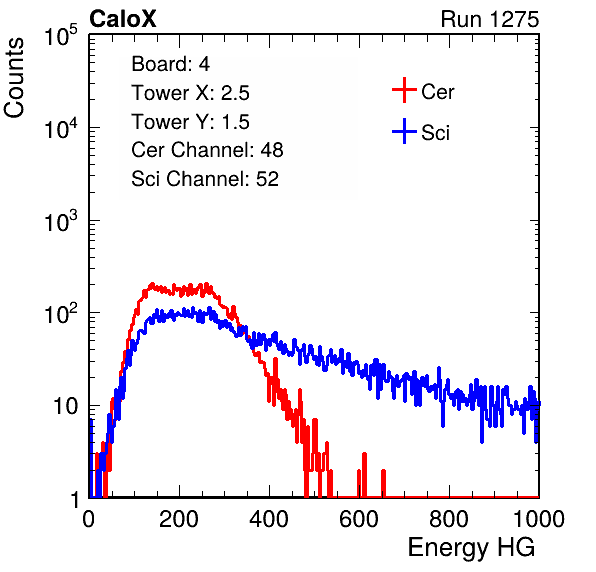 CaloX Run 1275
Counts
10^5
10^4
10^3
10^2
10
1
Board: 4
Tower X: 2.5
Tower Y: 1.5
Cer Channel: 48
Sci Channel: 52
Cer
Sci
0 200 400 600 800 1000
Energy HG